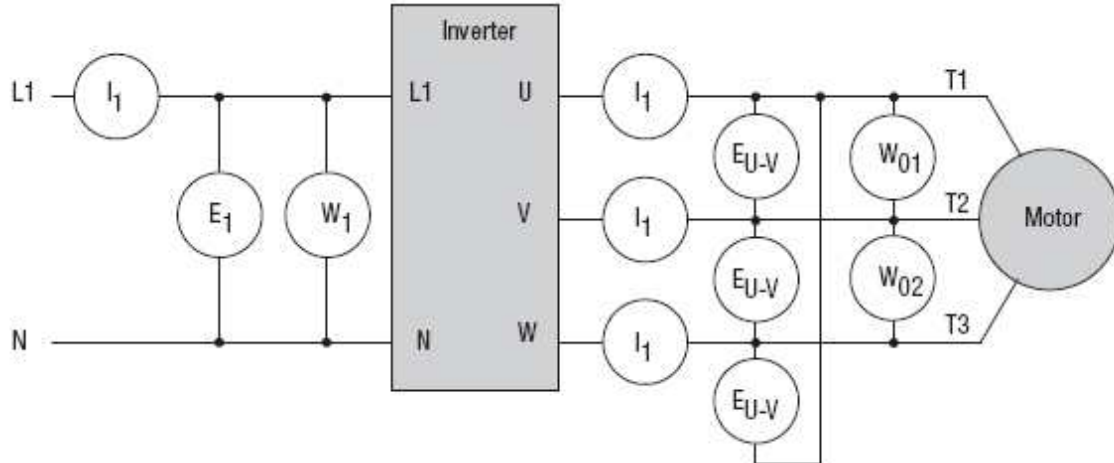 Inverter
L1 I1 L1 U I1 T1
EU-V W01
E1 W1 V I1 T2 Motor
EU-V W02
N N W I1 T3
EU-V